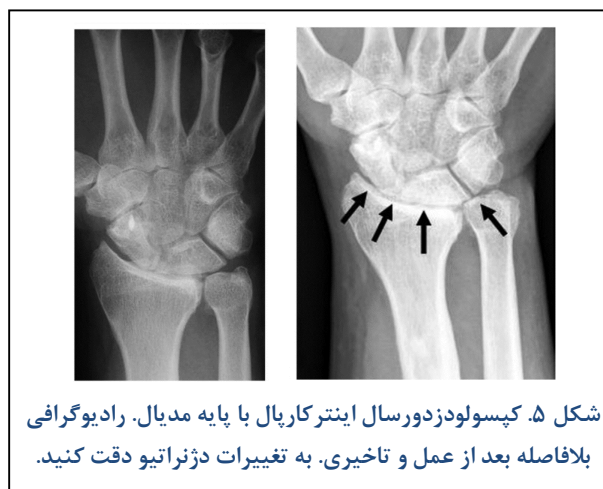 شکل ۵. کپسولودزدورسال اینترکارپال با پایه مدیال. رادیوگرافی
بلافاصله بعد از عمل و تاخیری. به تغییرات دژنراتیو دقت کنید.